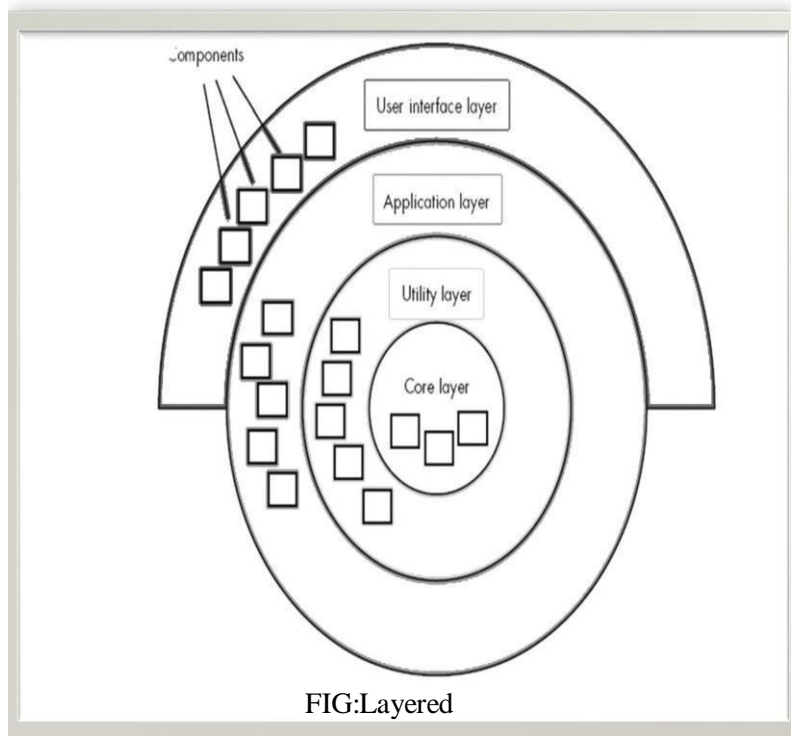 Components
User interface layer
Application layer
Utility layer
Core layer
FIG:Layered